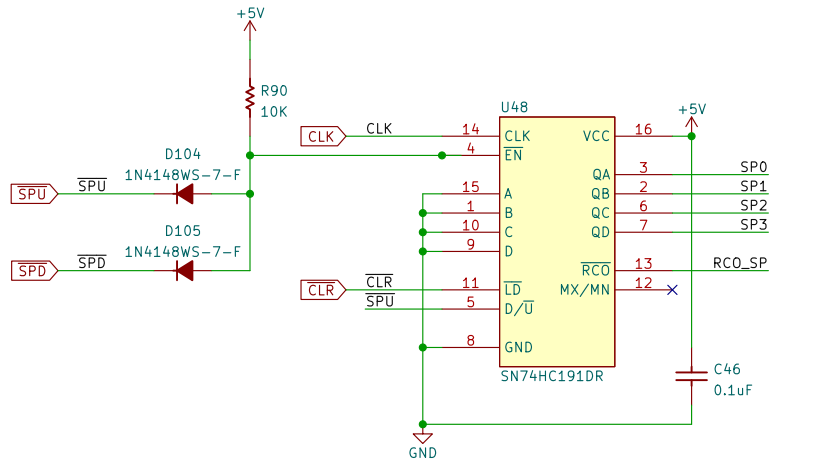 +5V
R90
10K
D104
1N4148WS-7-F
SPU
SPU
D105
1N4148WS-7-F
SPD
SPD
CLK
CLK
CLR
CLR
SPU
U48
14
CLK
4
EN
15
A
1
B
10
C
9
D
11
LD
5
D/U
8
GND
VCC
16
QA
3
QB
2
QC
6
QD
7
RCO
13
MX/MN
12
SN74HC191DR
+5V
SP0
SP1
SP2
SP3
RCO_SP
C46
0.1uF
GND